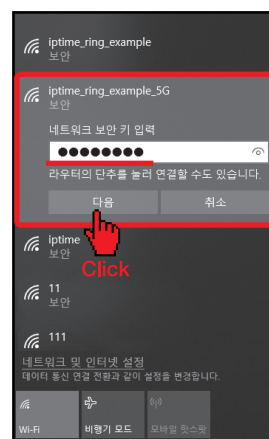 iptime_ring_example
보안
iptime_ring_example_5G
보안
네트워크 보안 키 입력
●●●●●●●●
라우터의 단추를 눌러 연결할 수도 있습니다.
다음
취소
iptime
보안
Click
11
보안
111
네트워크 및 인터넷 설정
데이터 통신 연결 전환과 같이 설정을 변경합니다.
Wi-Fi
비행기 모드
모바일 핫스팟